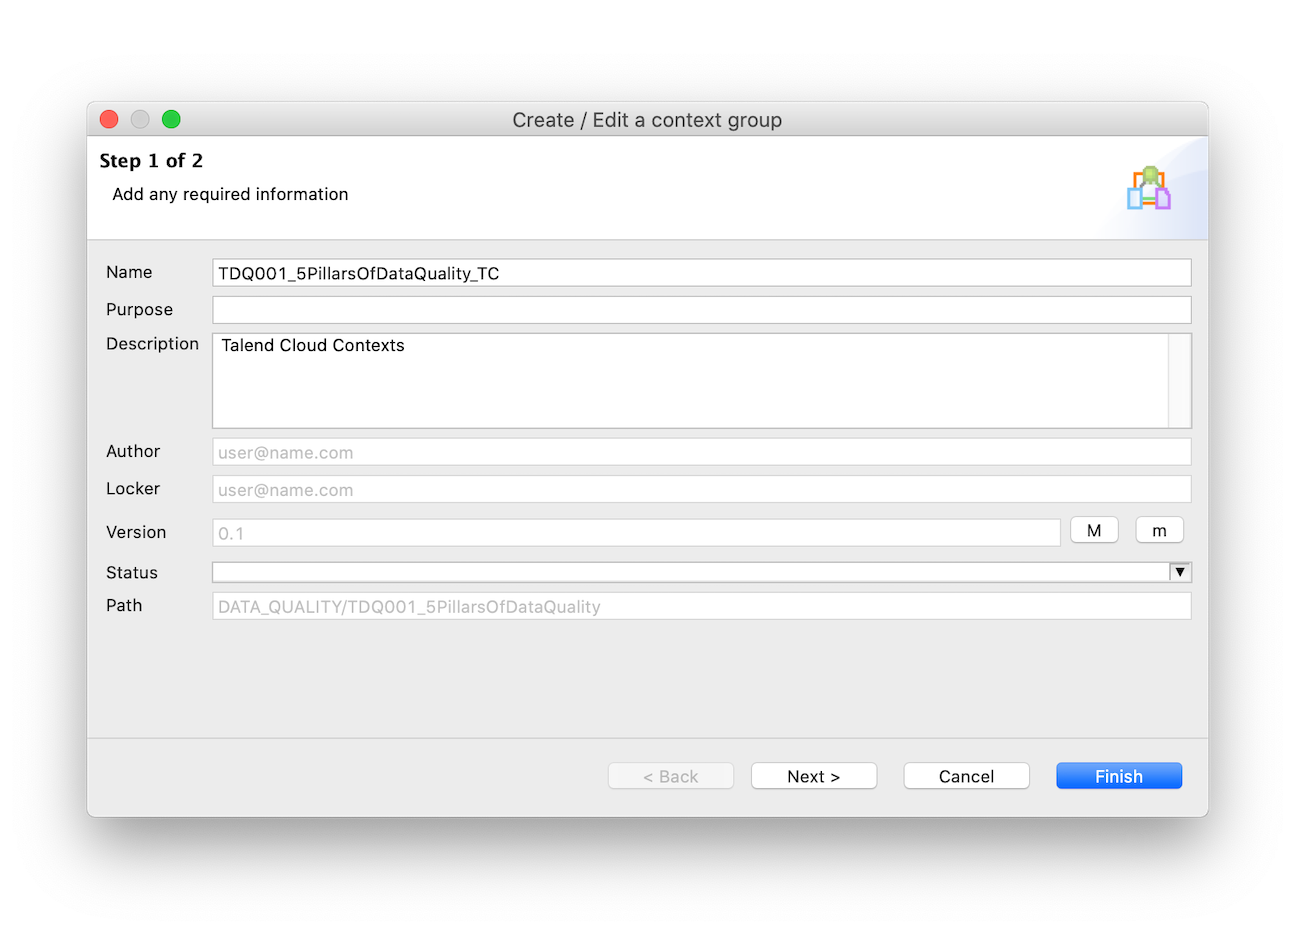 Create / Edit a context group
Step 1 of 2
Add any required information
Name TDQ001_5PillarsOfDataQuality_TC
Purpose
Description Talend Cloud Contexts
Author user@name.com
Locker user@name.com
Version 0.1 M m
Status
Path DATA_QUALITY/TDQ001_5PillarsOfDataQuality
< Back Next > Cancel Finish